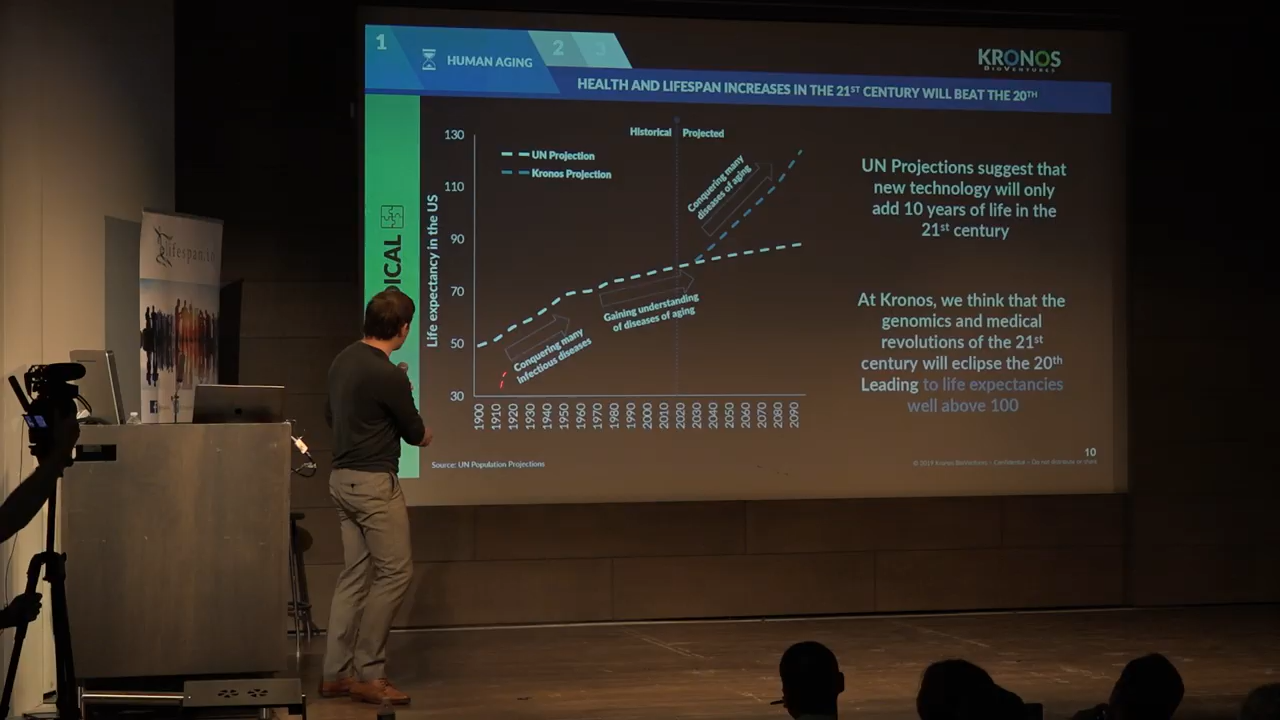 1
HUMAN AGING
2
3
KRONOS
BIOVENTURES
HEALTH AND LIFESPAN INCREASES IN THE 21ST CENTURY WILL BEAT THE 20TH
130
110
90
70
50
30
Life expectancy in the US
UN Projection
Kronos Projection
Historical
Projected
Conquering many
diseases of aging
Gaining understanding
of diseases of aging
Conquering many
infectious diseases
1900
1910
1920
1930
1940
1950
1960
1970
1980
1990
2000
2010
2020
2030
2040
2050
2060
2070
2080
2090
UN Projections suggest that
new technology will only
add 10 years of life in the
21st century
At Kronos, we think that the
genomics and medical
revolutions of the 21st
century will eclipse the 20th
Leading to life expectancies
well above 100
Source: UN Population Projections
10
© 2019 Kronos BioVentures – Confidential – Do not distribute or share
lifespan.io